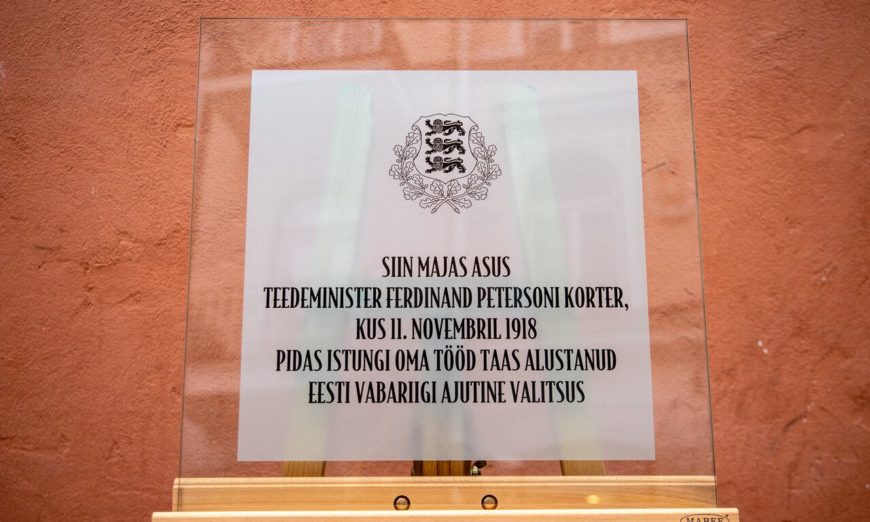 SIIN MAJAS ASUS
TEEDEMINISTER FERDINAND PETERSONI KORTER,
KUS 11. NOVEMBRIL 1918
PIDAS ISTUNGI OMA TÖÖD TAAS ALUSTANUD
EESTI VABARIIGI AJUTINE VALITSUS